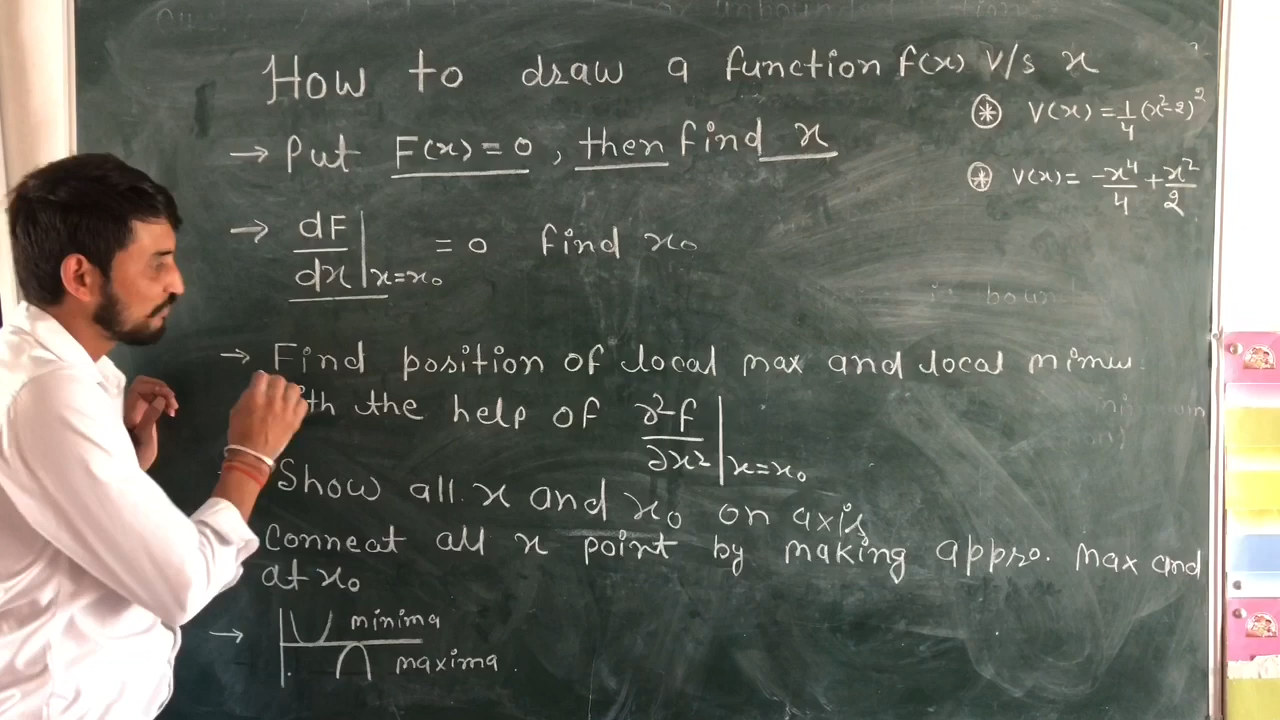 How to draw a function f(x) V/s x
⊛ V(x) = 1/4 (x²-2)²
→ Put F(x) = 0, then find x
⊛ V(x) = -x⁴/4 + x²/2
→ dF/dx |x=x₀ = 0 find x₀
→ Find position of local max and local
the help of ∂²f/∂x² |x=x₀
Show all x and x₀ on axis
Connect all x point by making appro. max and
at x₀
→ minima
maxima.